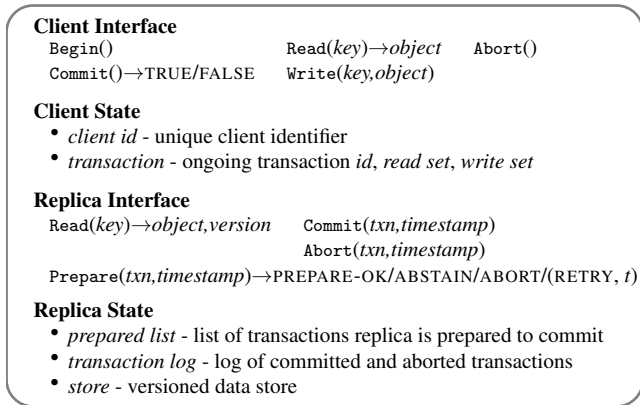 Client Interface
Begin() Read(key)→object Abort()
Commit()→TRUE/FALSE Write(key,object)
Client State
• client id - unique client identifier
• transaction - ongoing transaction id, read set, write set
Replica Interface
Read(key)→object,version Commit(txn,timestamp)
Abort(txn,timestamp)
Prepare(txn,timestamp)→PREPARE-OK/ABSTAIN/ABORT/(RETRY, t)
Replica State
• prepared list - list of transactions replica is prepared to commit
• transaction log - log of committed and aborted transactions
• store - versioned data store